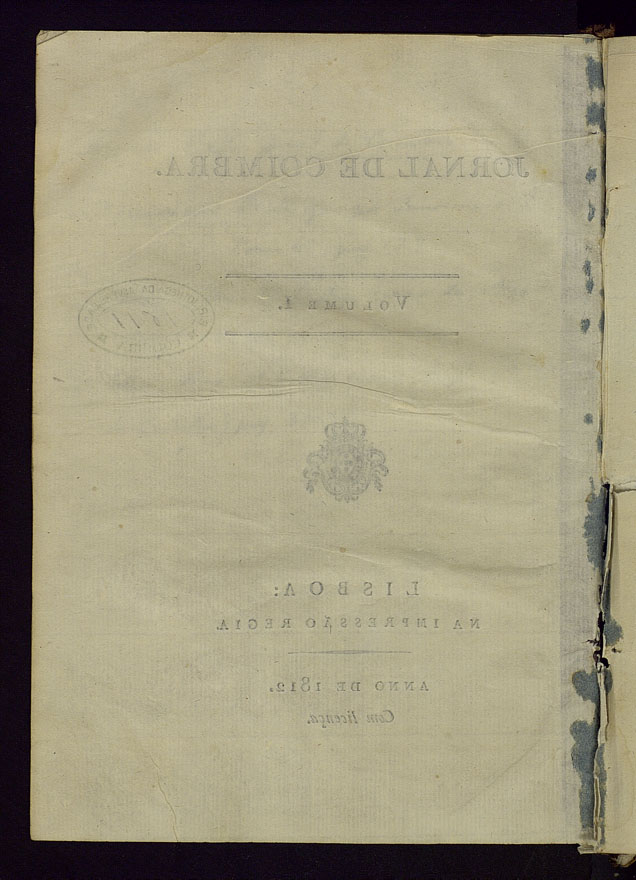 JORNAL DE COIMBRA.
VOLUME I.
LISBOA:
NA IMPRESSÃO REGIA.
ANNO DE 1812.
Com licença.